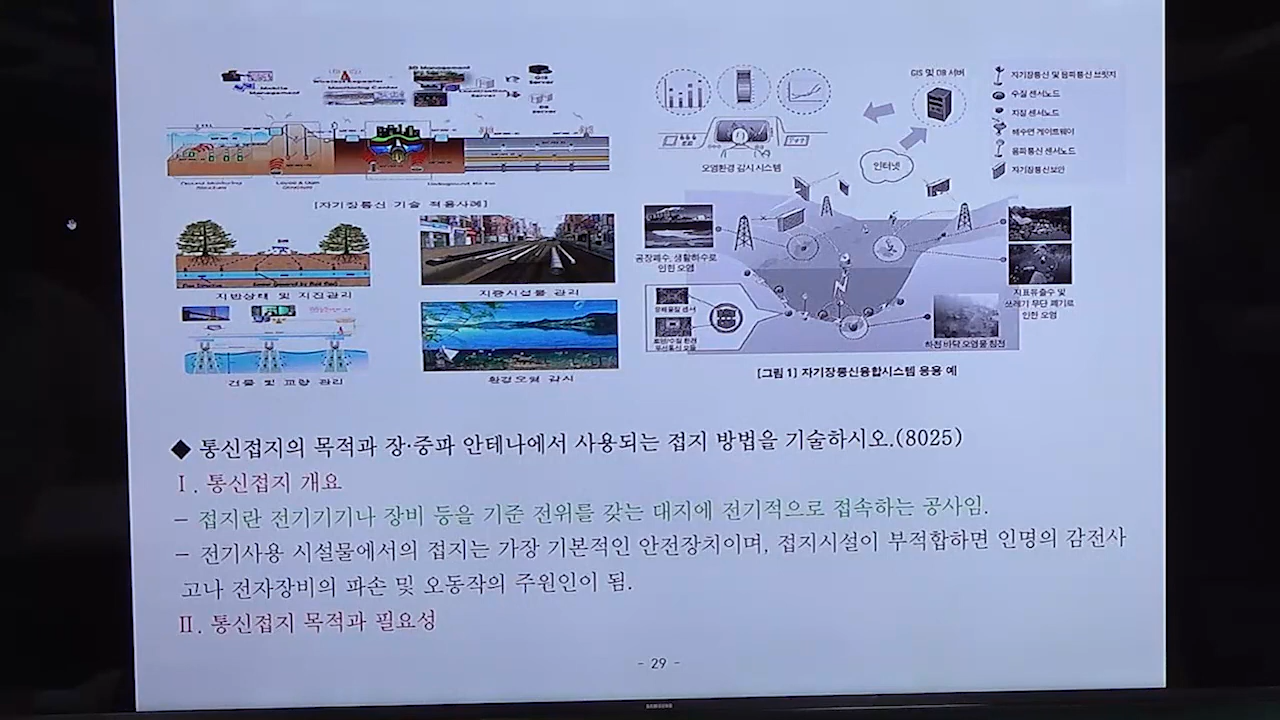 3D Management
Mobile
Management
Monitoring Center
GIS
Server
DB
Server
[자기장통신 기술 적용사례]
지반상태 및 지진관리
지중시설물 관리
건물 및 교량 관리
환경오염 감시
오염환경 감시 시스템
GIS 및 DB 서버
인터넷
자기장통신 및 음파통신 브릿지
수질 센서노드
지질 센서노드
해수면 게이트웨이
음파통신 센서노드
자기장통신보안
공장폐수, 생활하수로
인한 오염
지표유출수 및
쓰레기 무단 폐기로
인한 오염
하천 바닥 오염물 침전
[그림 1] 자기장통신융합시스템 응용 예
◆ 통신접지의 목적과 장·중파 안테나에서 사용되는 접지 방법을 기술하시오.(8025)
Ⅰ. 통신접지 개요
- 접지란 전기기기나 장비 등을 기준 전위를 갖는 대지에 전기적으로 접속하는 공사임.
- 전기사용 시설물에서의 접지는 가장 기본적인 안전장치이며, 접지시설이 부적합하면 인명의 감전사
고나 전자장비의 파손 및 오동작의 주원인이 됨.
Ⅱ. 통신접지 목적과 필요성
- 29 -
SAMSUNG